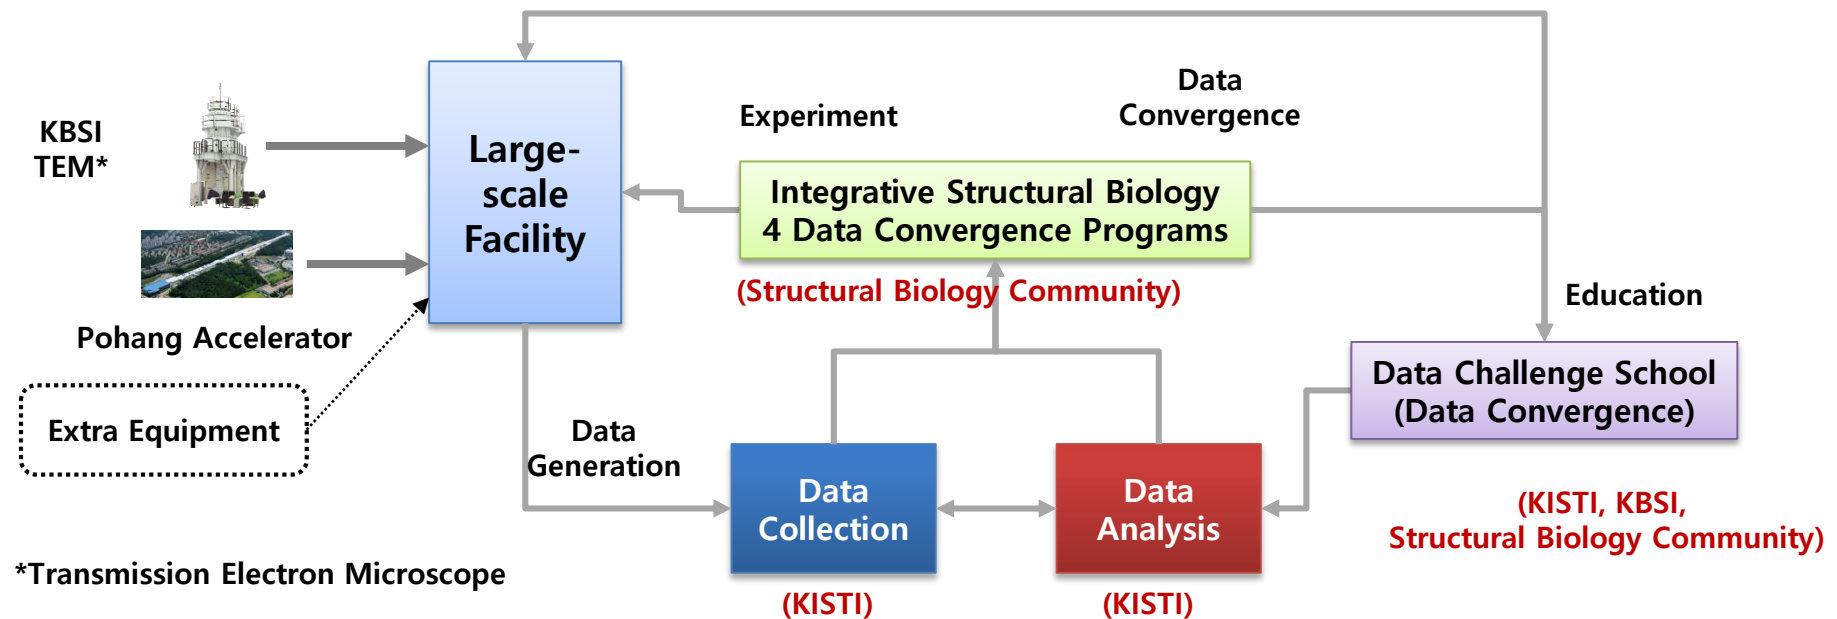 KBSI
TEM*
Pohang Accelerator
Extra Equipment
*Transmission Electron Microscope
Large-
scale
Facility
Data
Generation
Experiment
Data
Convergence
Integrative Structural Biology
4 Data Convergence Programs
(Structural Biology Community)
Education
Data Challenge School
(Data Convergence)
(KISTI, KBSI,
Structural Biology Community)
Data
Collection
(KISTI)
Data
Analysis
(KISTI)